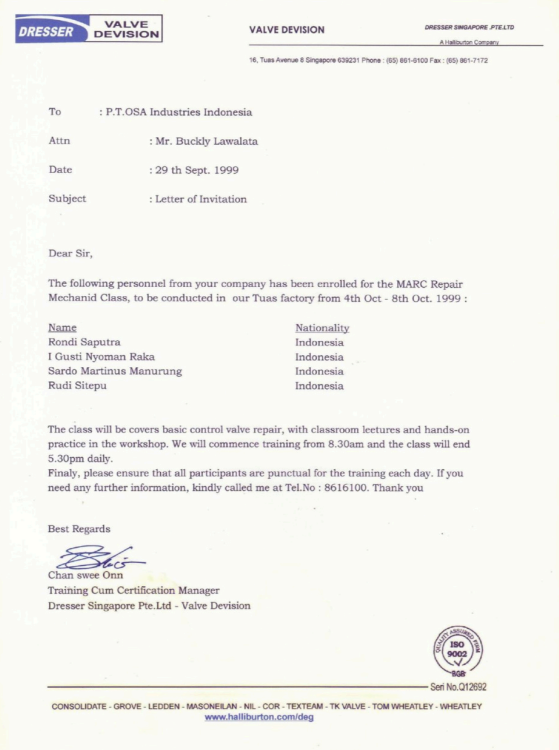 DRESSER VALVE DEVISION
VALVE DEVISION
DRESSER SINGAPORE .PTE.LTD
A Halliburton Company
16, Tuas Avenue 8 Singapore 639231 Phone : (65) 861-6100 Fax : (65) 861-7172
To : P.T.OSA Industries Indonesia
Attn : Mr. Buckly Lawalata
Date : 29 th Sept. 1999
Subject : Letter of Invitation
Dear Sir,
The following personnel from your company has been enrolled for the MARC Repair
Mechanid Class, to be conducted in our Tuas factory from 4th Oct - 8th Oct. 1999 :
Name Nationality
Rondi Saputra Indonesia
I Gusti Nyoman Raka Indonesia
Sardo Martinus Manurung Indonesia
Rudi Sitepu Indonesia
The class will be covers basic control valve repair, with classroom leetures and hands-on
practice in the workshop. We will commence training from 8.30am and the class will end
5.30pm daily.
Finaly, please ensure that all participants are punctual for the training each day. If you
need any further information, kindly called me at Tel.No : 8616100. Thank you
Best Regards
Chan swee Onn
Training Cum Certification Manager
Dresser Singapore Pte.Ltd - Valve Devision
QUALITY ASSURED FIRM
ISO
9002
Seri No.Q12692
CONSOLIDATE - GROVE - LEDDEN - MASONEILAN - NIL - COR - TEXTEAM - TK VALVE - TOM WHEATLEY - WHEATLEY
www.halliburton.com/deg